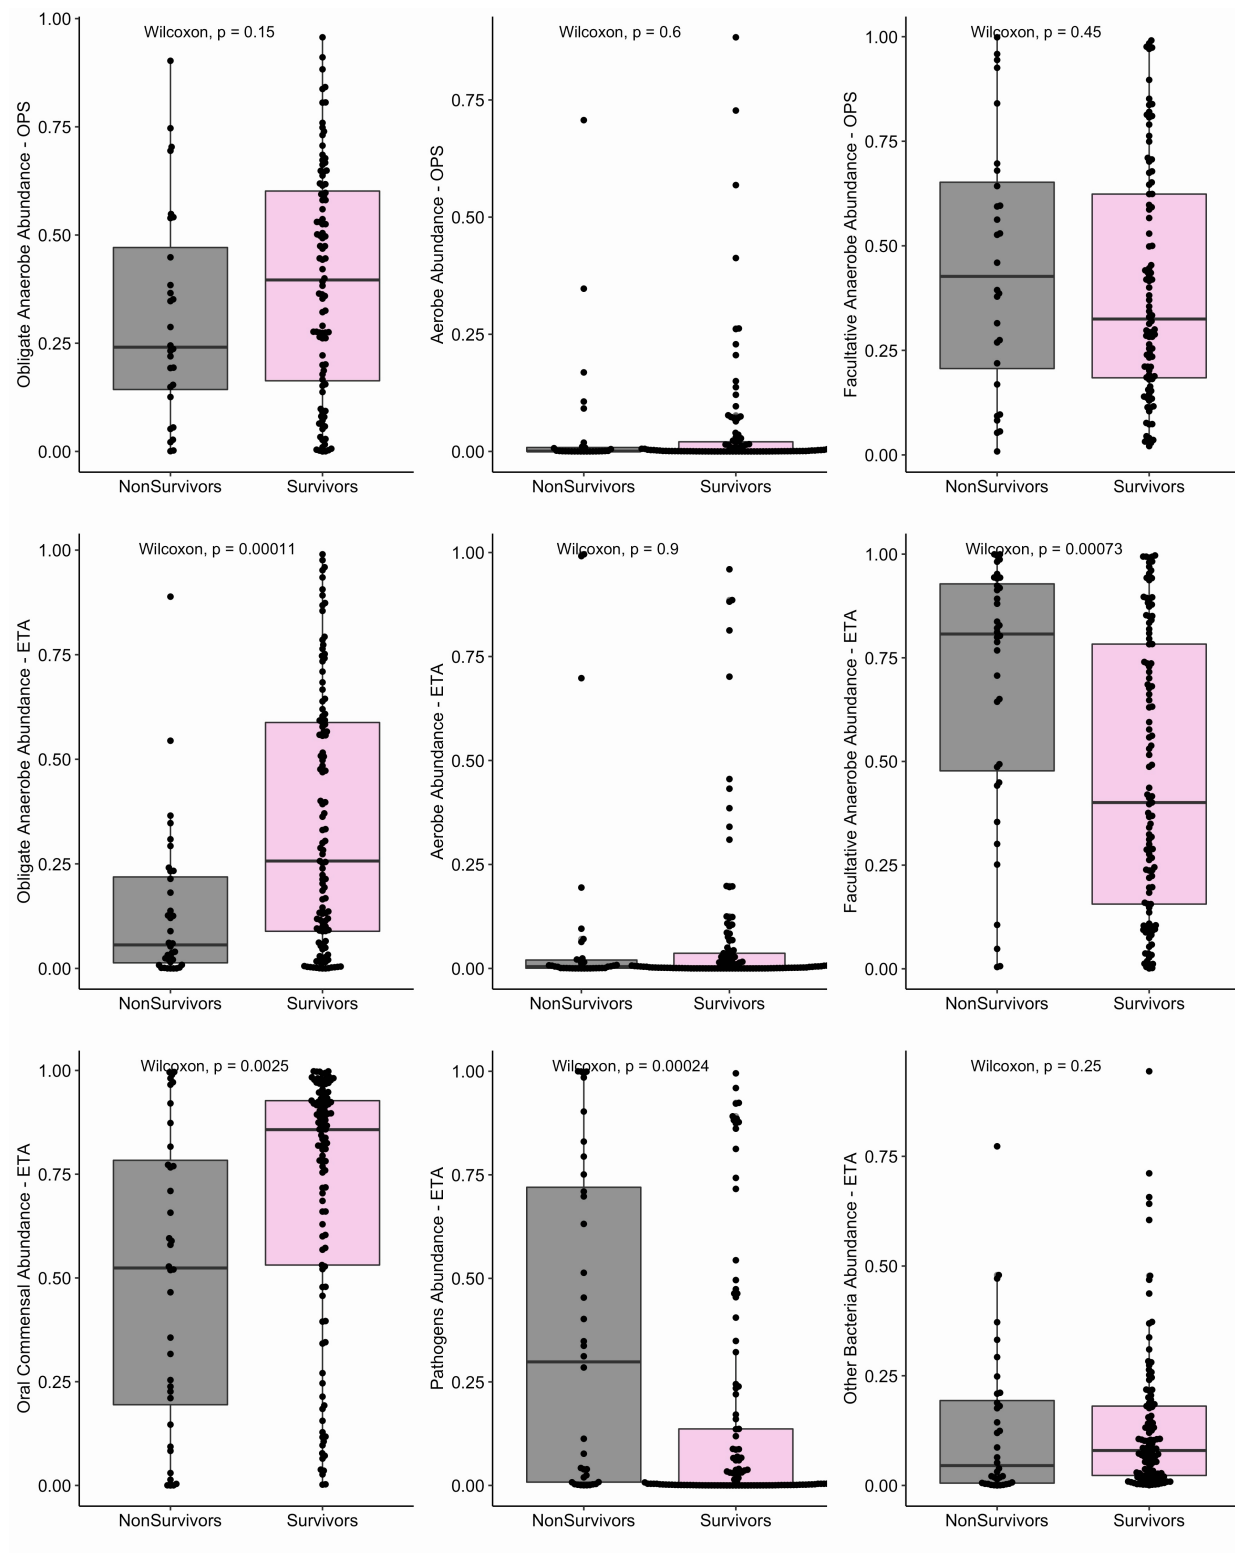 Wilcoxon, p = 0.15
Obligate Anaerobe Abundance - OPS
1.00
0.75
0.50
0.25
0.00
NonSurvivors Survivors
Wilcoxon, p = 0.6
Aerobe Abundance - OPS
0.75
0.50
0.25
0.00
NonSurvivors Survivors
Wilcoxon, p = 0.45
Facultative Anaerobe Abundance - OPS
1.00
0.75
0.50
0.25
0.00
NonSurvivors Survivors
Wilcoxon, p = 0.00011
Obligate Anaerobe Abundance - ETA
1.00
0.75
0.50
0.25
0.00
NonSurvivors Survivors
Wilcoxon, p = 0.9
Aerobe Abundance - ETA
1.00
0.75
0.50
0.25
0.00
NonSurvivors Survivors
Wilcoxon, p = 0.00073
Facultative Anaerobe Abundance - ETA
1.00
0.75
0.50
0.25
0.00
NonSurvivors Survivors
Wilcoxon, p = 0.0025
Oral Commensal Abundance - ETA
1.00
0.75
0.50
0.25
0.00
NonSurvivors Survivors
Wilcoxon, p = 0.00024
Pathogens Abundance - ETA
1.00
0.75
0.50
0.25
0.00
NonSurvivors Survivors
Wilcoxon, p = 0.25
Other Bacteria Abundance - ETA
0.75
0.50
0.25
0.00
NonSurvivors Survivors